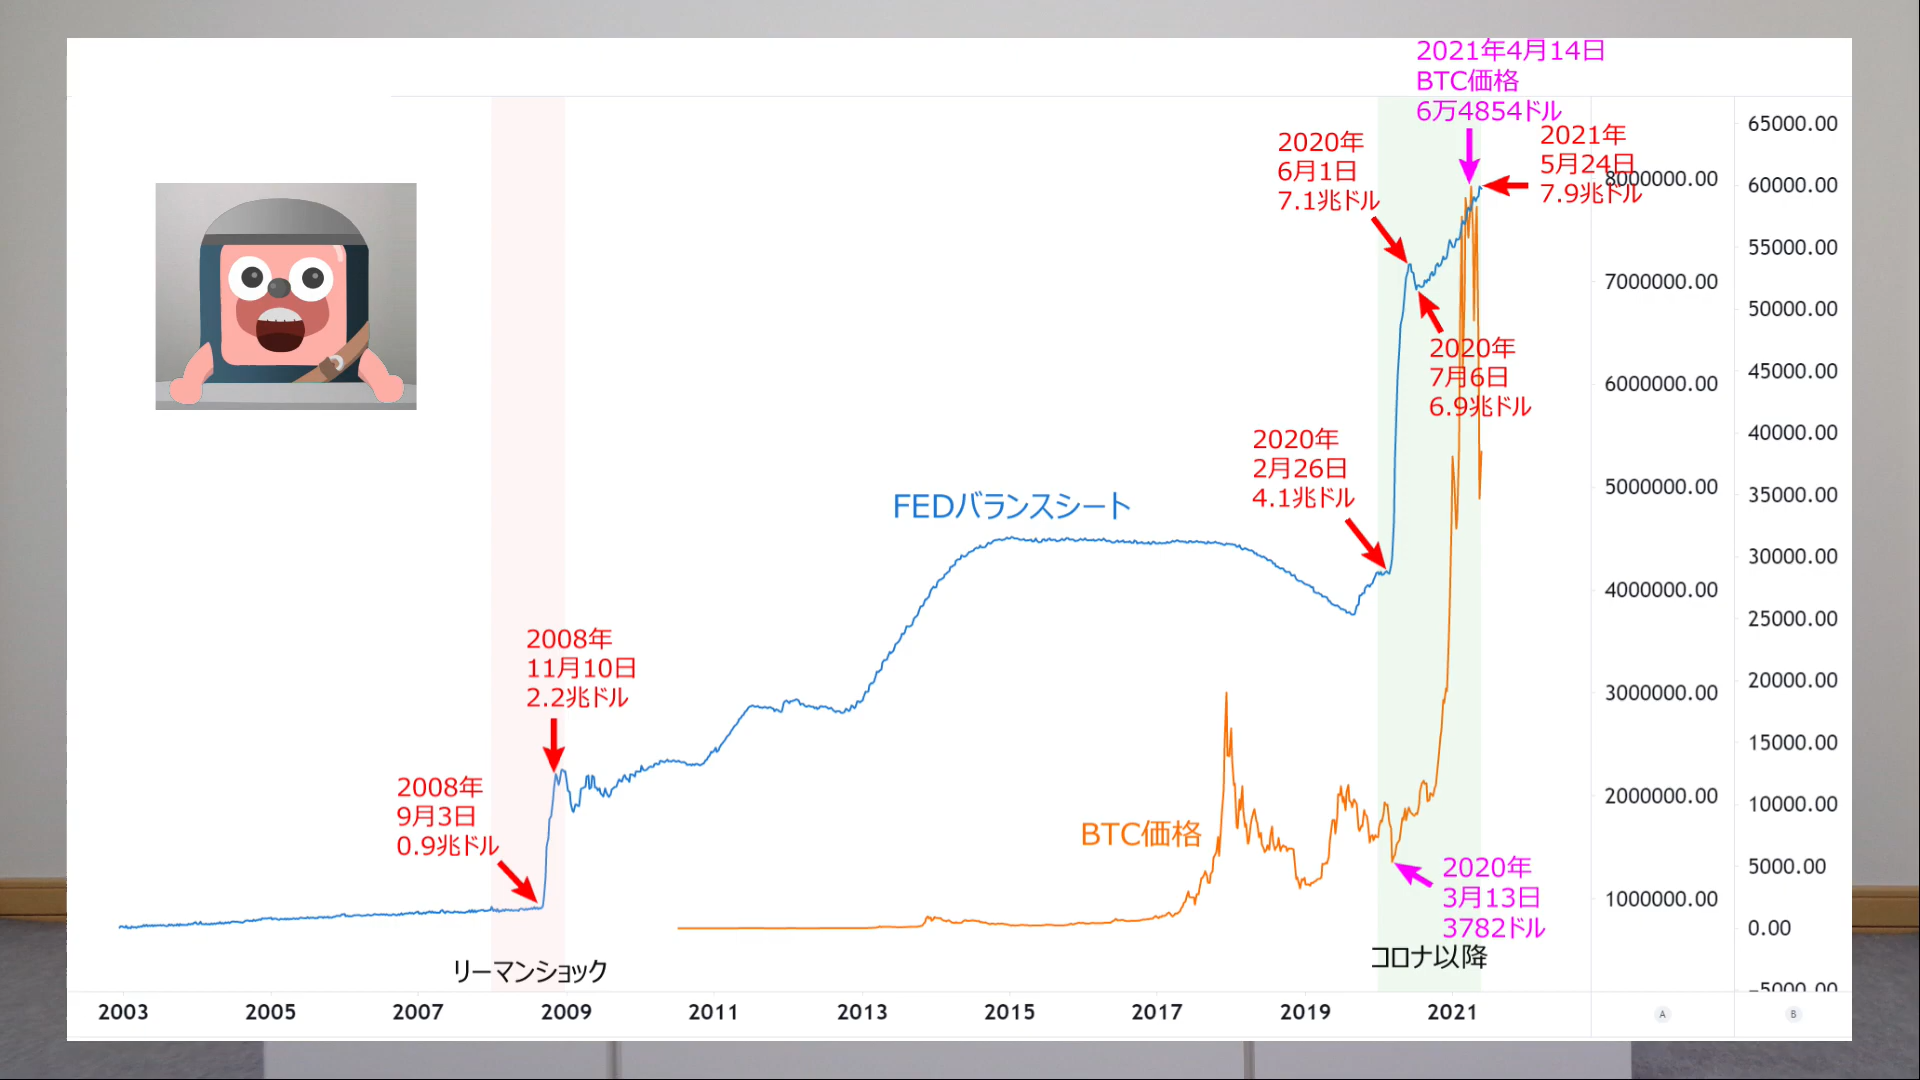 2021年4月14日
BTC価格
6万4854ドル
2020年
6月1日
7.1兆ドル
2021年
5月24日
7.9兆ドル
2020年
7月6日
6.9兆ドル
2020年
2月26日
4.1兆ドル
FEDバランスシート
2008年
11月10日
2.2兆ドル
2008年
9月3日
0.9兆ドル
BTC価格
2020年
3月13日
3782ドル
リーマンショック
コロナ以降
8000000.00
7000000.00
6000000.00
5000000.00
4000000.00
3000000.00
2000000.00
1000000.00
65000.00
60000.00
55000.00
50000.00
45000.00
40000.00
35000.00
30000.00
25000.00
20000.00
15000.00
10000.00
5000.00
0.00
−5000.00
2003
2005
2007
2009
2011
2013
2015
2017
2019
2021
A
B